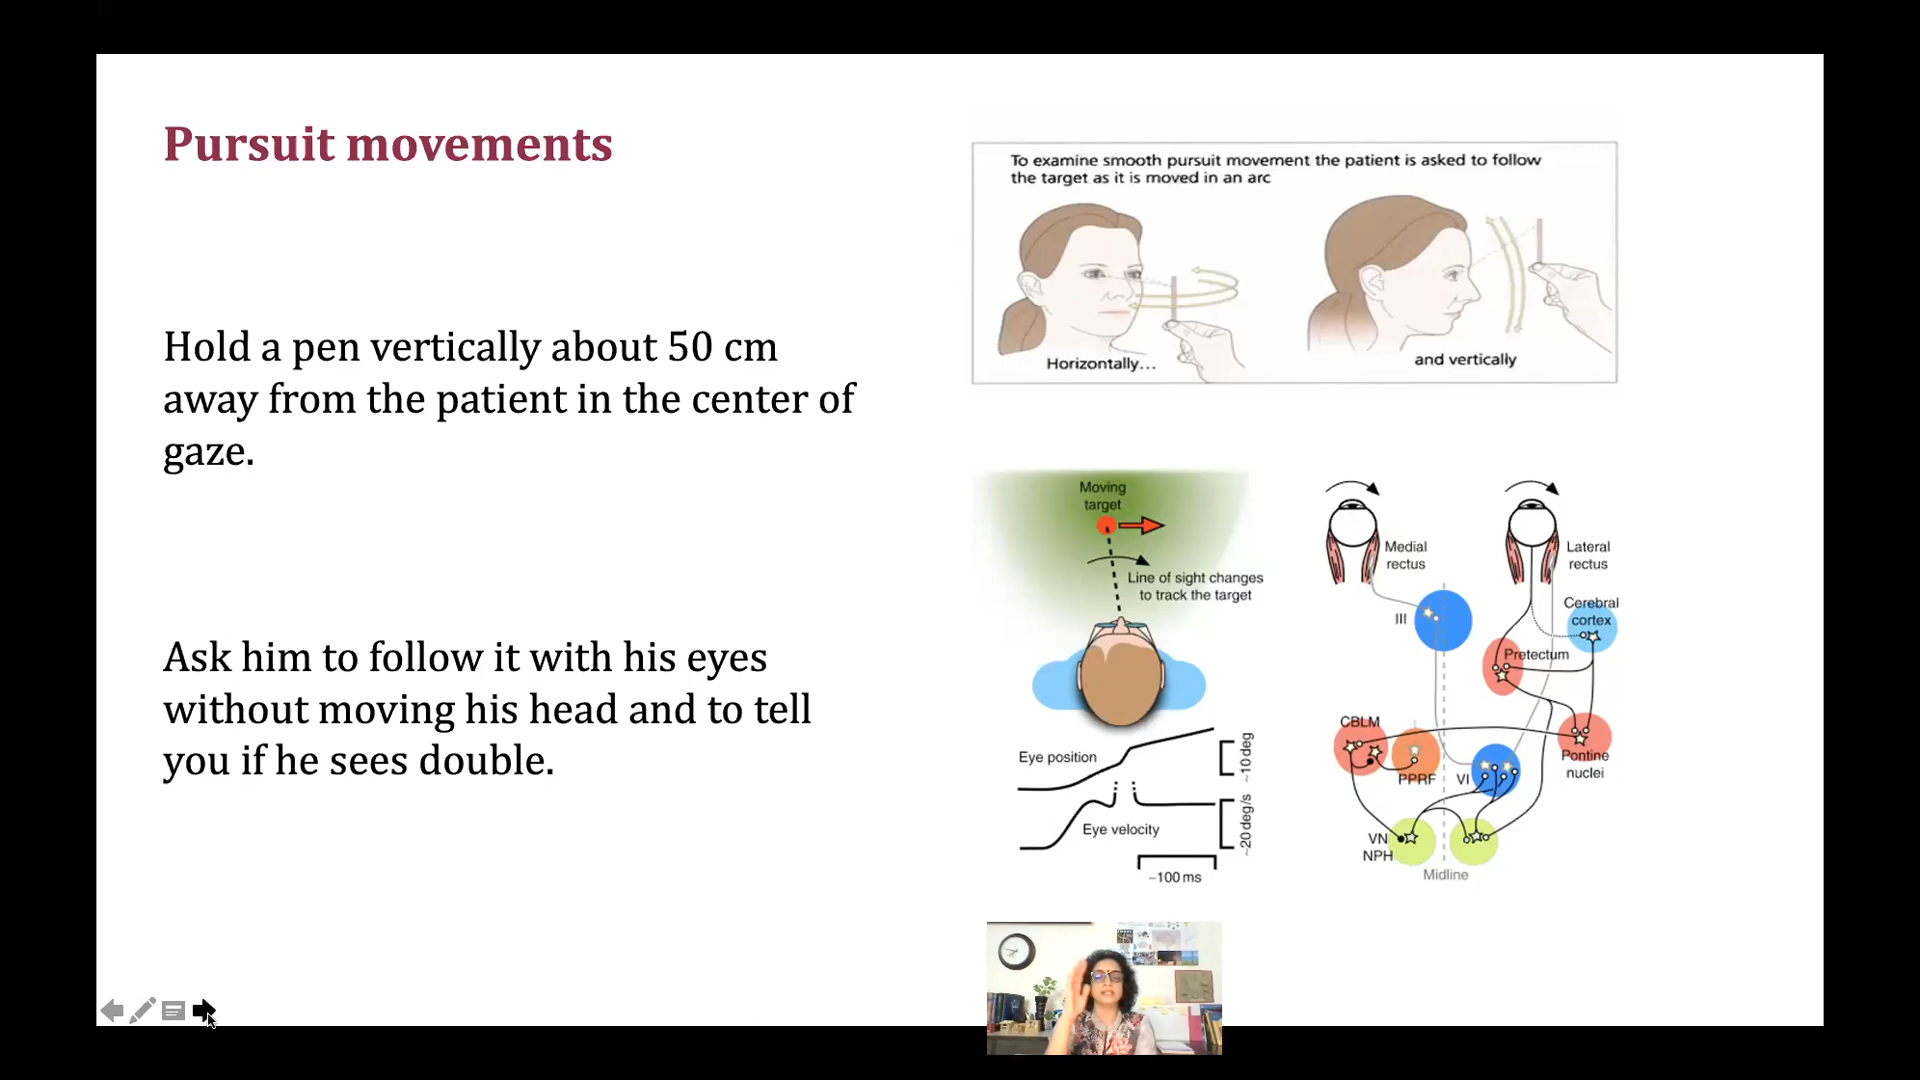 Pursuit movements
Hold a pen vertically about 50 cm
away from the patient in the center of
gaze.
Ask him to follow it with his eyes
without moving his head and to tell
you if he sees double.
To examine smooth pursuit movement the patient is asked to follow
the target as it is moved in an arc
Horizontally...
and vertically
Moving
target
Line of sight changes
to track the target
Eye position
~10deg
Eye velocity
~20deg/s
~100 ms
Medial
rectus
Lateral
rectus
III
Cerebral
cortex
Pretectum
CBLM
PPRF
VI
Pontine
nuclei
VN
NPH
Midline